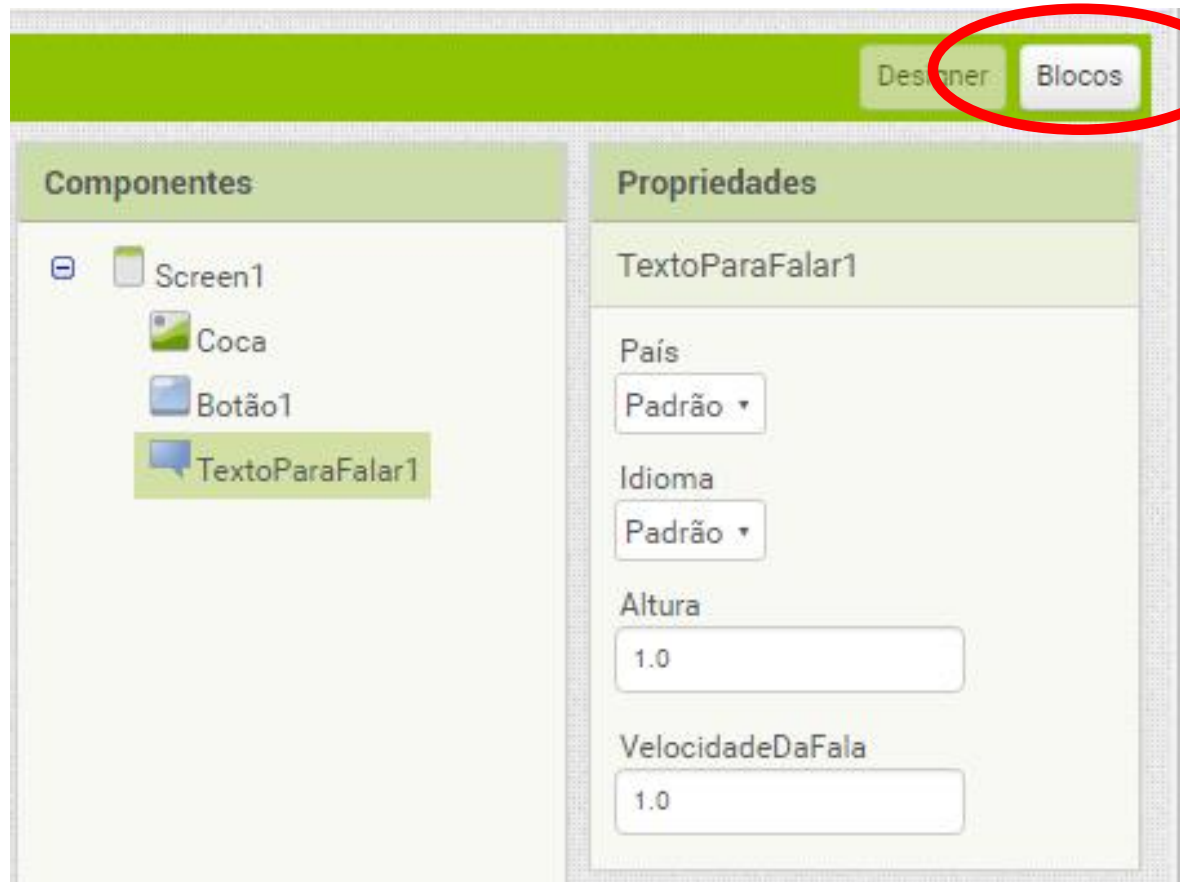 Designer Blocos
Componentes
Screen1
Coca
Botão1
TextoParaFalar1
Propriedades
TextoParaFalar1
País
Padrão
Idioma
Padrão
Altura
1.0
VelocidadeDaFala
1.0